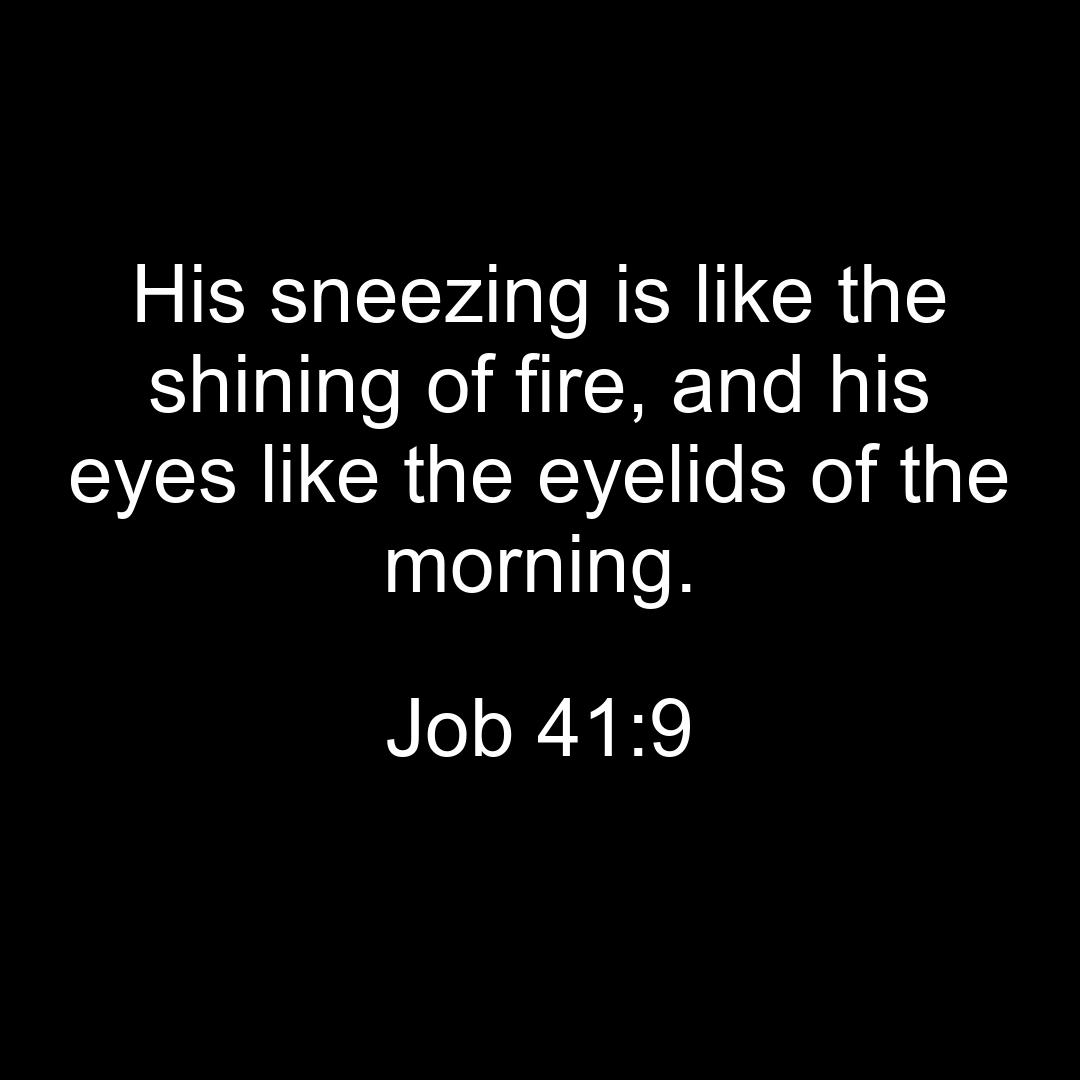 His sneezing is like the
shining of fire, and his
eyes like the eyelids of the
morning.
Job 41:9